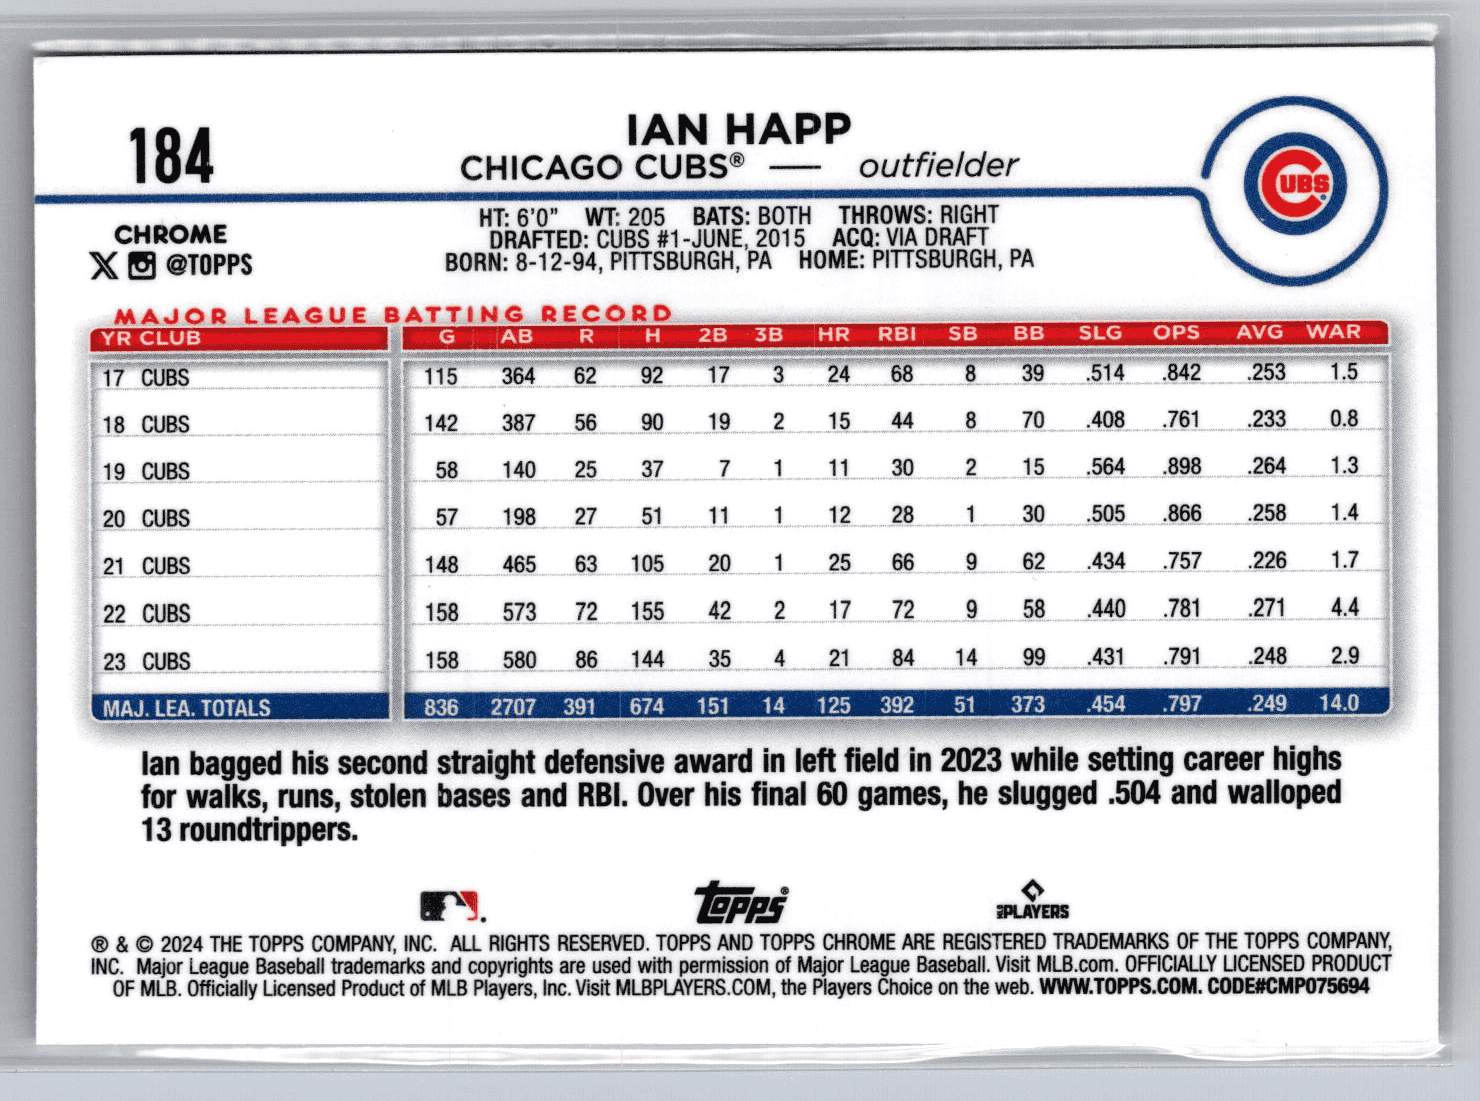 184
IAN HAPP
CHICAGO CUBS® — outfielder
CUBS
CHROME
@TOPPS
HT: 6'0" WT: 205 BATS: BOTH THROWS: RIGHT
DRAFTED: CUBS #1-JUNE, 2015 ACQ: VIA DRAFT
BORN: 8-12-94, PITTSBURGH, PA HOME: PITTSBURGH, PA
MAJOR LEAGUE BATTING RECORD
YR CLUB G AB R H 2B 3B HR RBI SB BB SLG OPS AVG WAR
17 CUBS 115 364 62 92 17 3 24 68 8 39 .514 .842 .253 1.5
18 CUBS 142 387 56 90 19 2 15 44 8 70 .408 .761 .233 0.8
19 CUBS 58 140 25 37 7 1 11 30 2 15 .564 .898 .264 1.3
20 CUBS 57 198 27 51 11 1 12 28 1 30 .505 .866 .258 1.4
21 CUBS 148 465 63 105 20 1 25 66 9 62 .434 .757 .226 1.7
22 CUBS 158 573 72 155 42 2 17 72 9 58 .440 .781 .271 4.4
23 CUBS 158 580 86 144 35 4 21 84 14 99 .431 .791 .248 2.9
MAJ. LEA. TOTALS 836 2707 391 674 151 14 125 392 51 373 .454 .797 .249 14.0
Ian bagged his second straight defensive award in left field in 2023 while setting career highs
for walks, runs, stolen bases and RBI. Over his final 60 games, he slugged .504 and walloped
13 roundtrippers.
Topps®
MLB PLAYERS
® & © 2024 THE TOPPS COMPANY, INC. ALL RIGHTS RESERVED. TOPPS AND TOPPS CHROME ARE REGISTERED TRADEMARKS OF THE TOPPS COMPANY,
INC. Major League Baseball trademarks and copyrights are used with permission of Major League Baseball. Visit MLB.com. OFFICIALLY LICENSED PRODUCT
OF MLB. Officially Licensed Product of MLB Players, Inc. Visit MLBPLAYERS.COM, the Players Choice on the web. WWW.TOPPS.COM. CODE#CMP075694